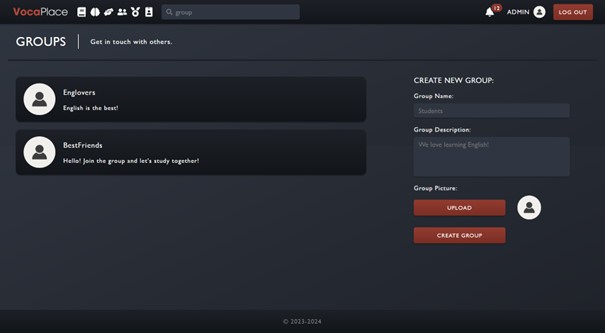 VocaPlace
group
12
ADMIN
LOG OUT
GROUPS
Get in touch with others.
Englovers
English is the best!
BestFriends
Hello! Join the group and let's study together!
CREATE NEW GROUP:
Group Name:
Students
Group Description:
We love learning English!
Group Picture:
UPLOAD
CREATE GROUP
© 2023-2024